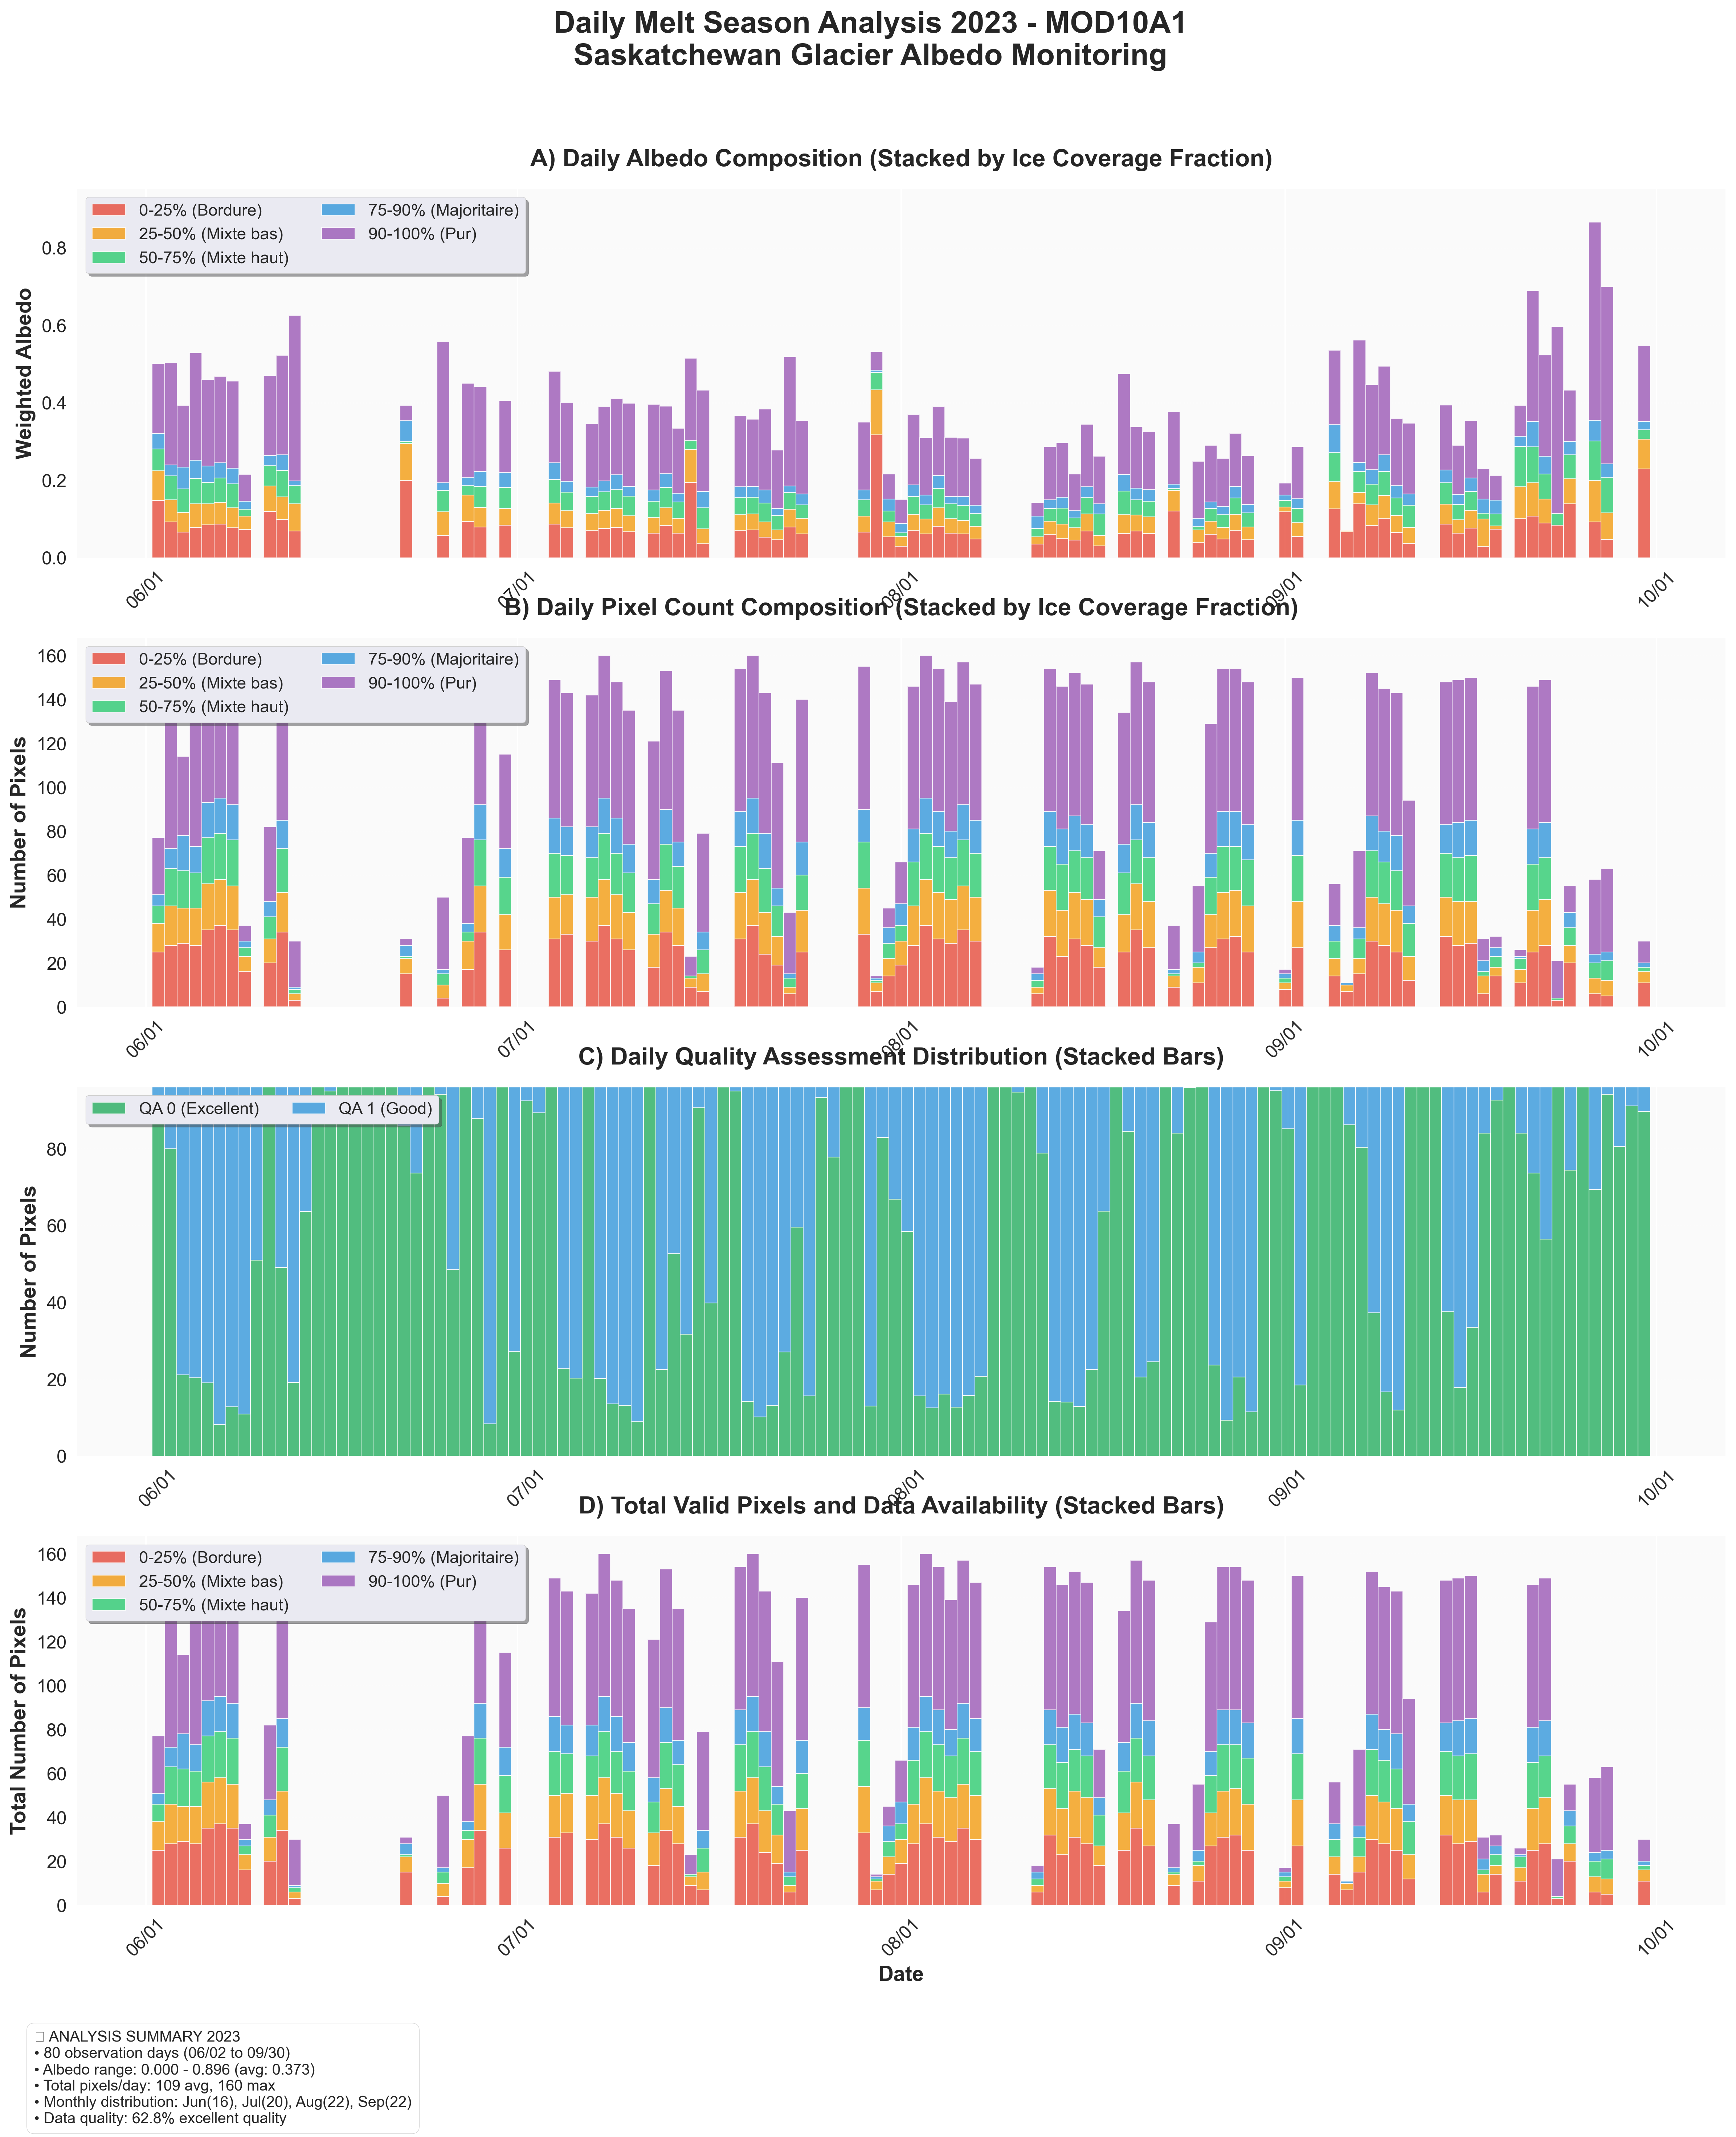 Daily Melt Season Analysis 2023 - MOD10A1
Saskatchewan Glacier Albedo Monitoring
A) Daily Albedo Composition (Stacked by Ice Coverage Fraction)
0-25% (Bordure)
25-50% (Mixte bas)
50-75% (Mixte haut)
75-90% (Majoritaire)
90-100% (Pur)
Weighted Albedo
0.8
0.6
0.4
0.2
0.0
06/01
07/01
08/01
09/01
10/01
B) Daily Pixel Count Composition (Stacked by Ice Coverage Fraction)
0-25% (Bordure)
25-50% (Mixte bas)
50-75% (Mixte haut)
75-90% (Majoritaire)
90-100% (Pur)
Number of Pixels
160
140
120
100
80
60
40
20
0
06/01
07/01
08/01
09/01
10/01
C) Daily Quality Assessment Distribution (Stacked Bars)
QA 0 (Excellent)
QA 1 (Good)
Number of Pixels
80
60
40
20
0
06/01
07/01
08/01
09/01
10/01
D) Total Valid Pixels and Data Availability (Stacked Bars)
0-25% (Bordure)
25-50% (Mixte bas)
50-75% (Mixte haut)
75-90% (Majoritaire)
90-100% (Pur)
Total Number of Pixels
160
140
120
100
80
60
40
20
0
06/01
07/01
08/01
09/01
10/01
Date
ANALYSIS SUMMARY 2023
• 80 observation days (06/02 to 09/30)
• Albedo range: 0.000 - 0.896 (avg: 0.373)
• Total pixels/day: 109 avg, 160 max
• Monthly distribution: Jun(16), Jul(20), Aug(22), Sep(22)
• Data quality: 62.8% excellent quality